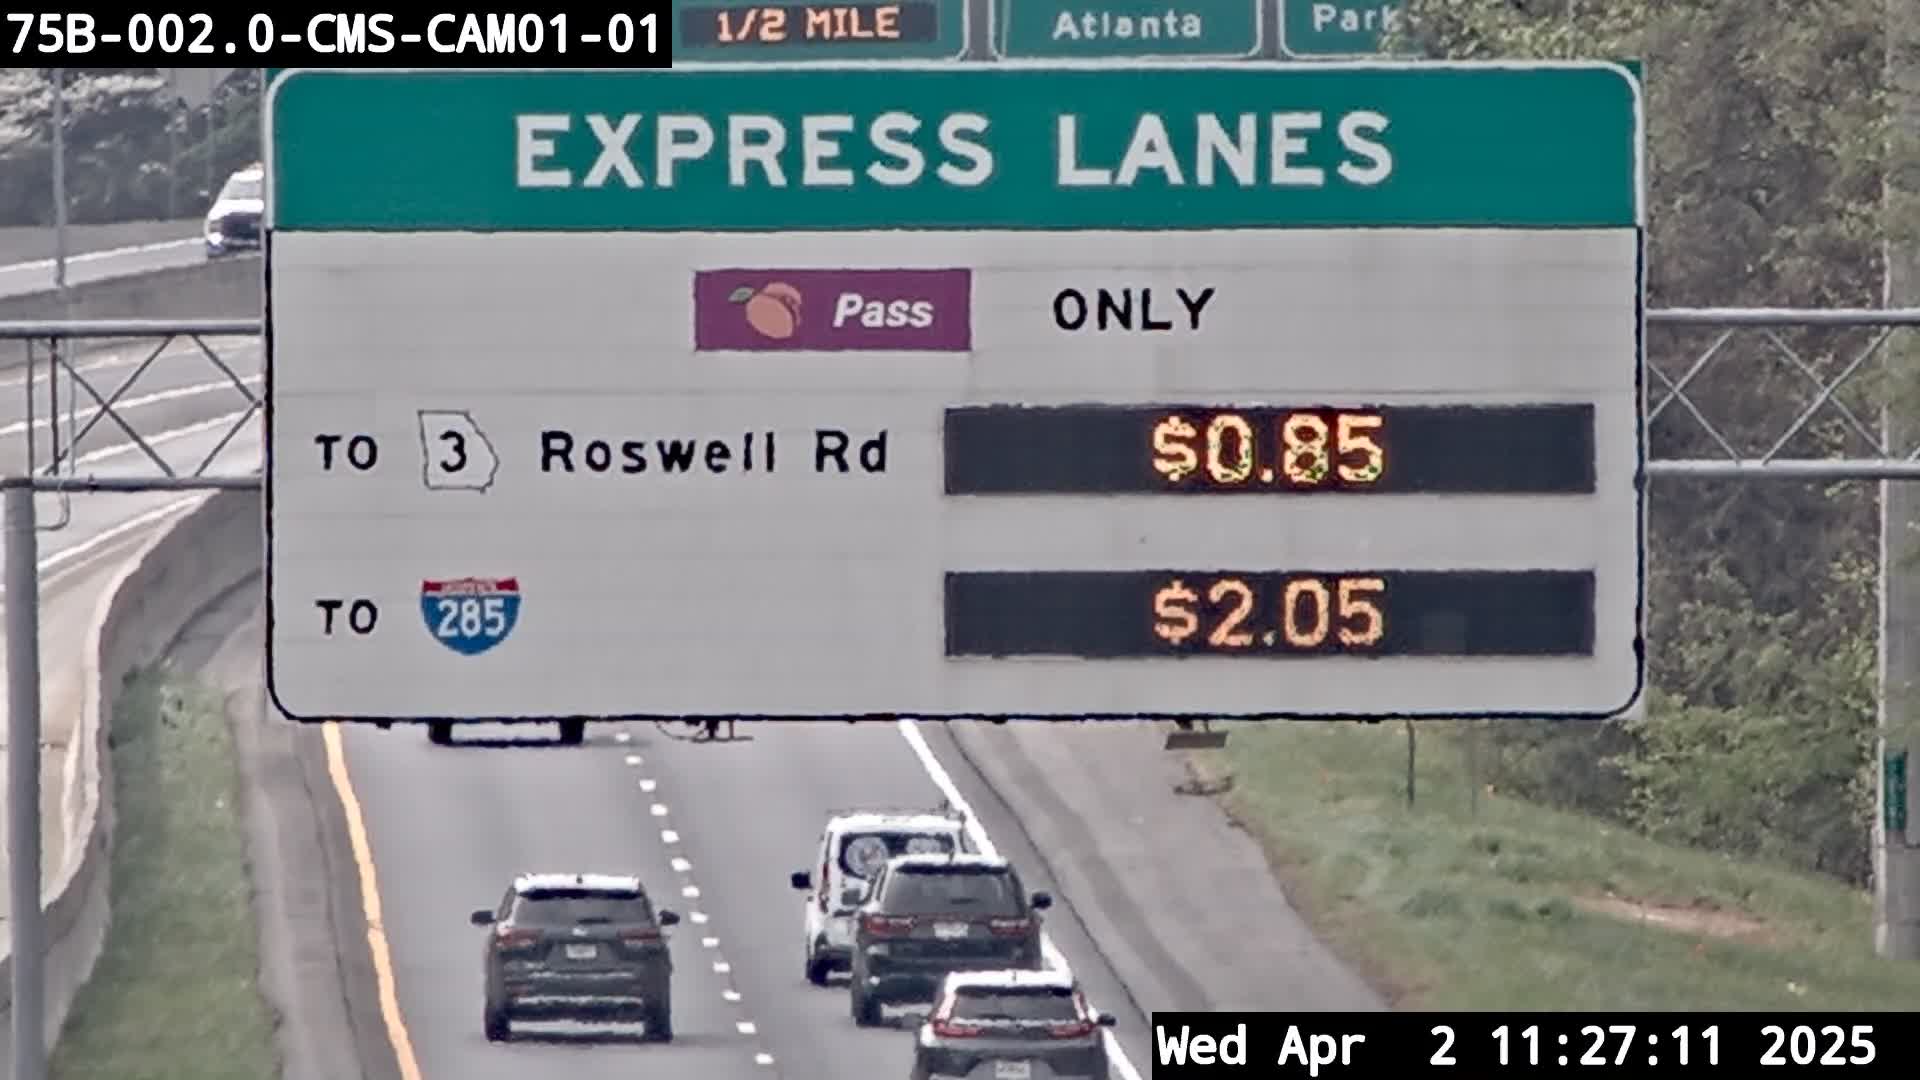 75B-002.0-CMS-CAM01-01
1/2 MILE
Atlanta
Park
EXPRESS LANES
Pass ONLY
TO 3 Roswell Rd $0.85
TO 285 $2.05
Wed Apr 2 11:27:11 2025